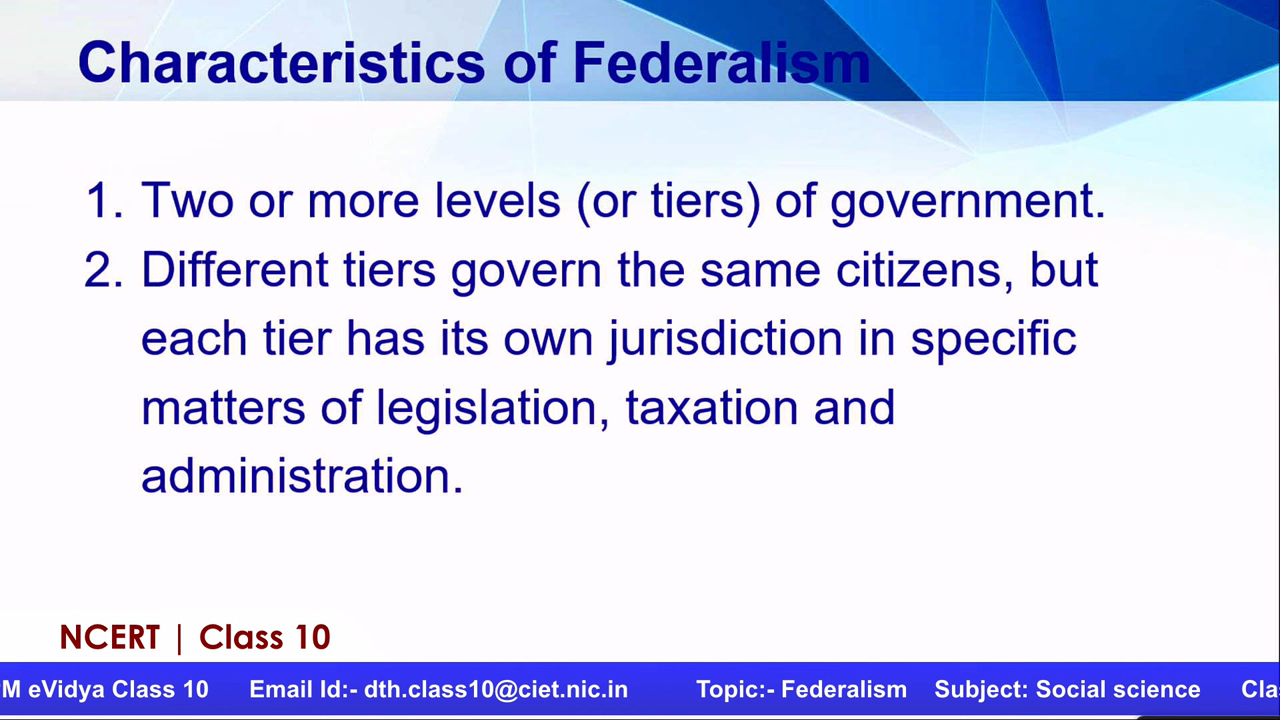 Characteristics of Federalism
1. Two or more levels (or tiers) of government.
2. Different tiers govern the same citizens, but
each tier has its own jurisdiction in specific
matters of legislation, taxation and
administration.
NCERT | Class 10
M eVidya Class 10 Email Id:- dth.class10@ciet.nic.in Topic:- Federalism Subject: Social science